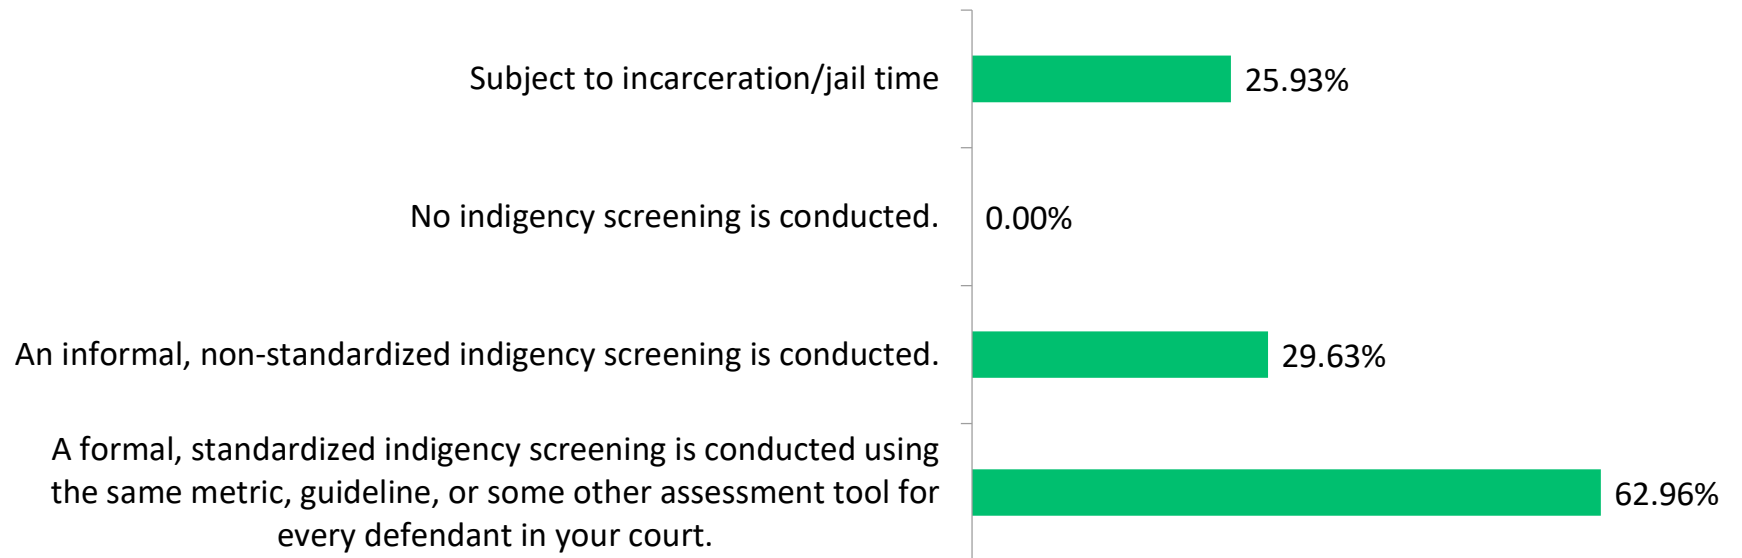 Subject to incarceration/jail time
25.93%
No indigency screening is conducted.
0.00%
An informal, non-standardized indigency screening is conducted.
29.63%
A formal, standardized indigency screening is conducted using
the same metric, guideline, or some other assessment tool for
every defendant in your court.
62.96%